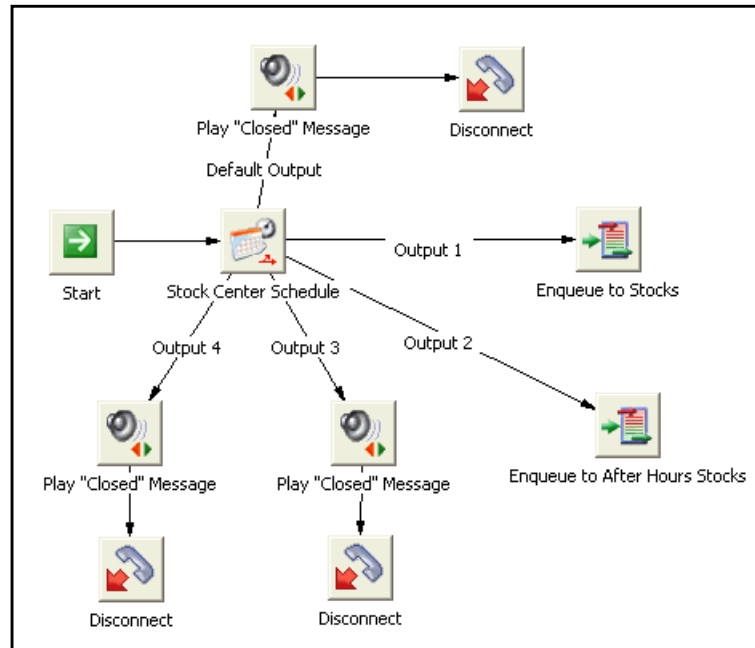 Play "Closed" Message
Disconnect
Default Output
Start
Stock Center Schedule
Output 1
Enqueue to Stocks
Output 2
Output 4
Output 3
Play "Closed" Message
Play "Closed" Message
Enqueue to After Hours Stocks
Disconnect
Disconnect